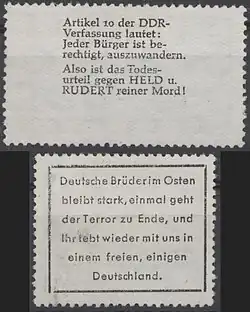 Artikel 10 der DDR-
Verfassung lautet:
Jeder Bürger ist be-
rechtigt, auszuwandern.
Also ist das Todes-
urteil gegen HELD u.
RUDERT reiner Mord!
Deutsche Brüder im Osten
bleibt stark, einmal geht
der Terror zu Ende, und
Ihr lebt wieder mit uns in
einem freien, einigen
Deutschland.